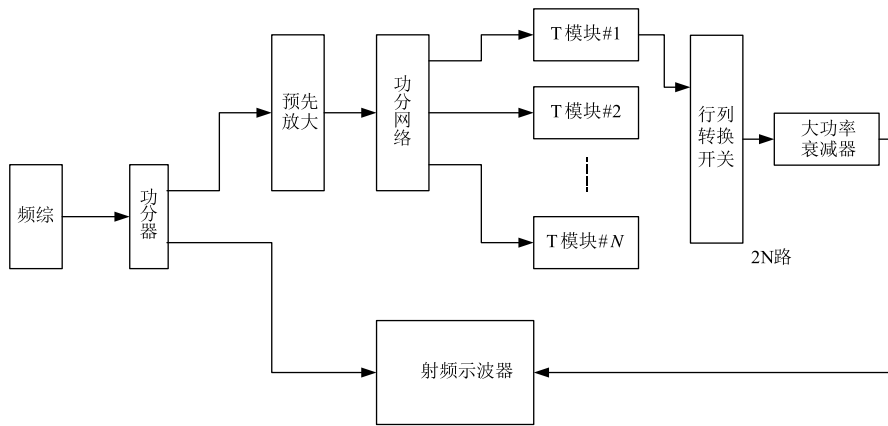 频综
功分器
预先
放大
功分网络
T模块#1
T模块#2
T模块#N
行列
转换
开关
2N路
大功率
衰减器
射频示波器